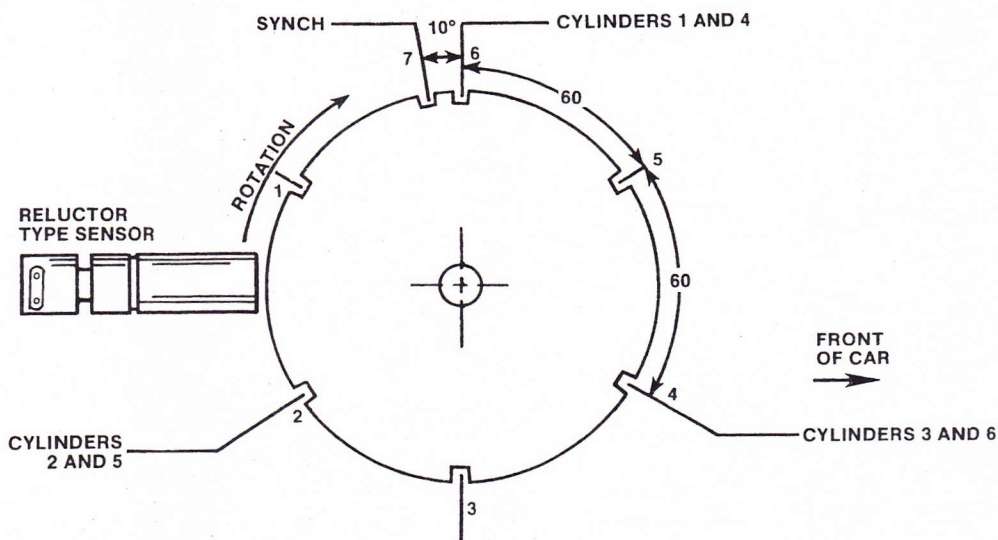 SYNCH
10°
CYLINDERS 1 AND 4
7
6
60
5
ROTATION
1
RELUCTOR
TYPE SENSOR
60
FRONT
OF CAR
4
2
CYLINDERS
2 AND 5
CYLINDERS 3 AND 6
3